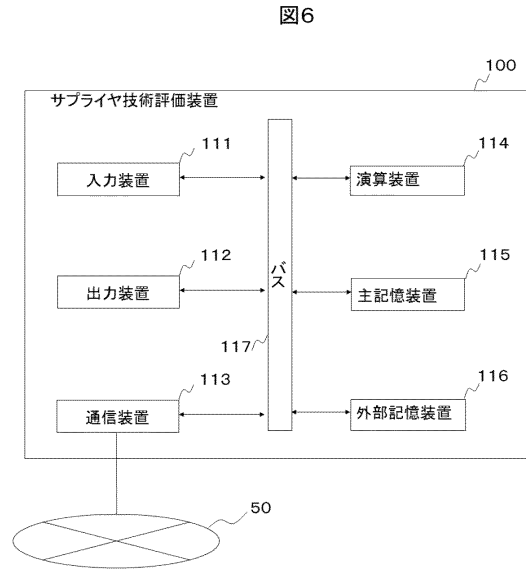 図6
100
サプライヤ技術評価装置
111
入力装置
114
演算装置
112
出力装置
バス
115
主記憶装置
117
113
通信装置
116
外部記憶装置
50